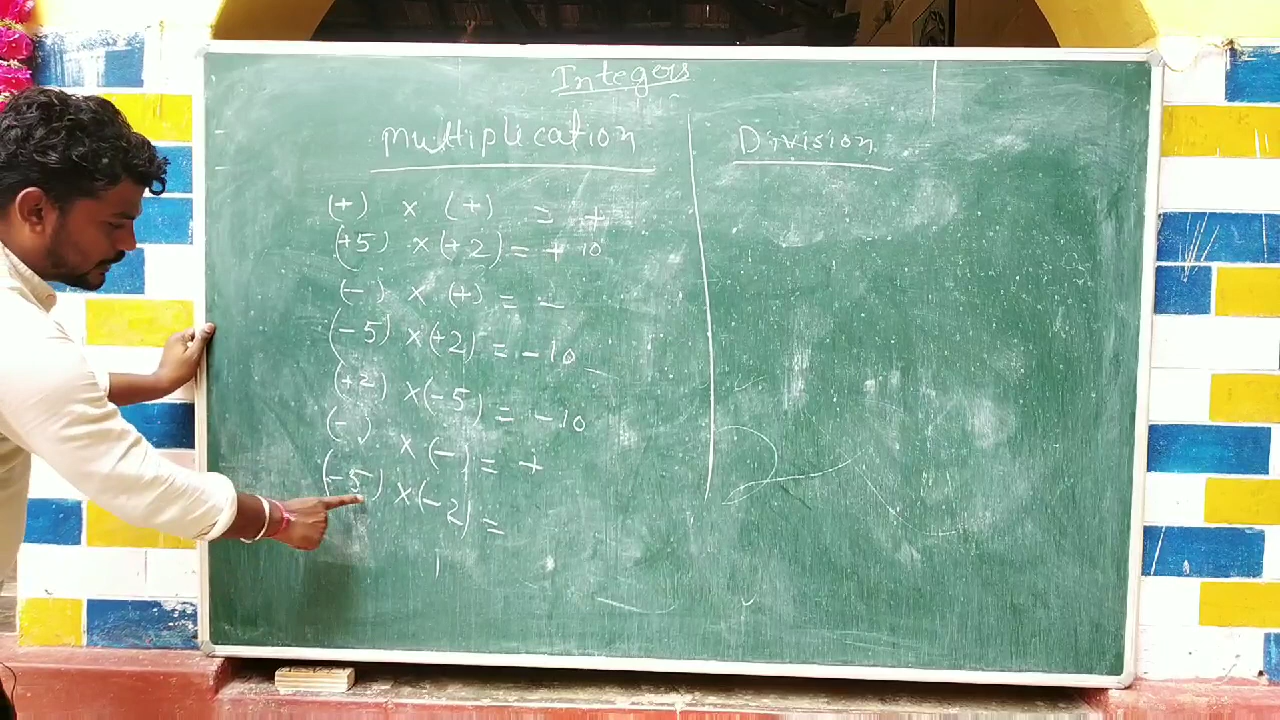 Integers
multiplication
(+) × (+) = +
(+5) × (+2) = + 10
(-) × (+) = -
(-5) × (+2) = -10
(+2) × (-5) = -10
(-) × (-) = +
(-5) × (-2) =
Division